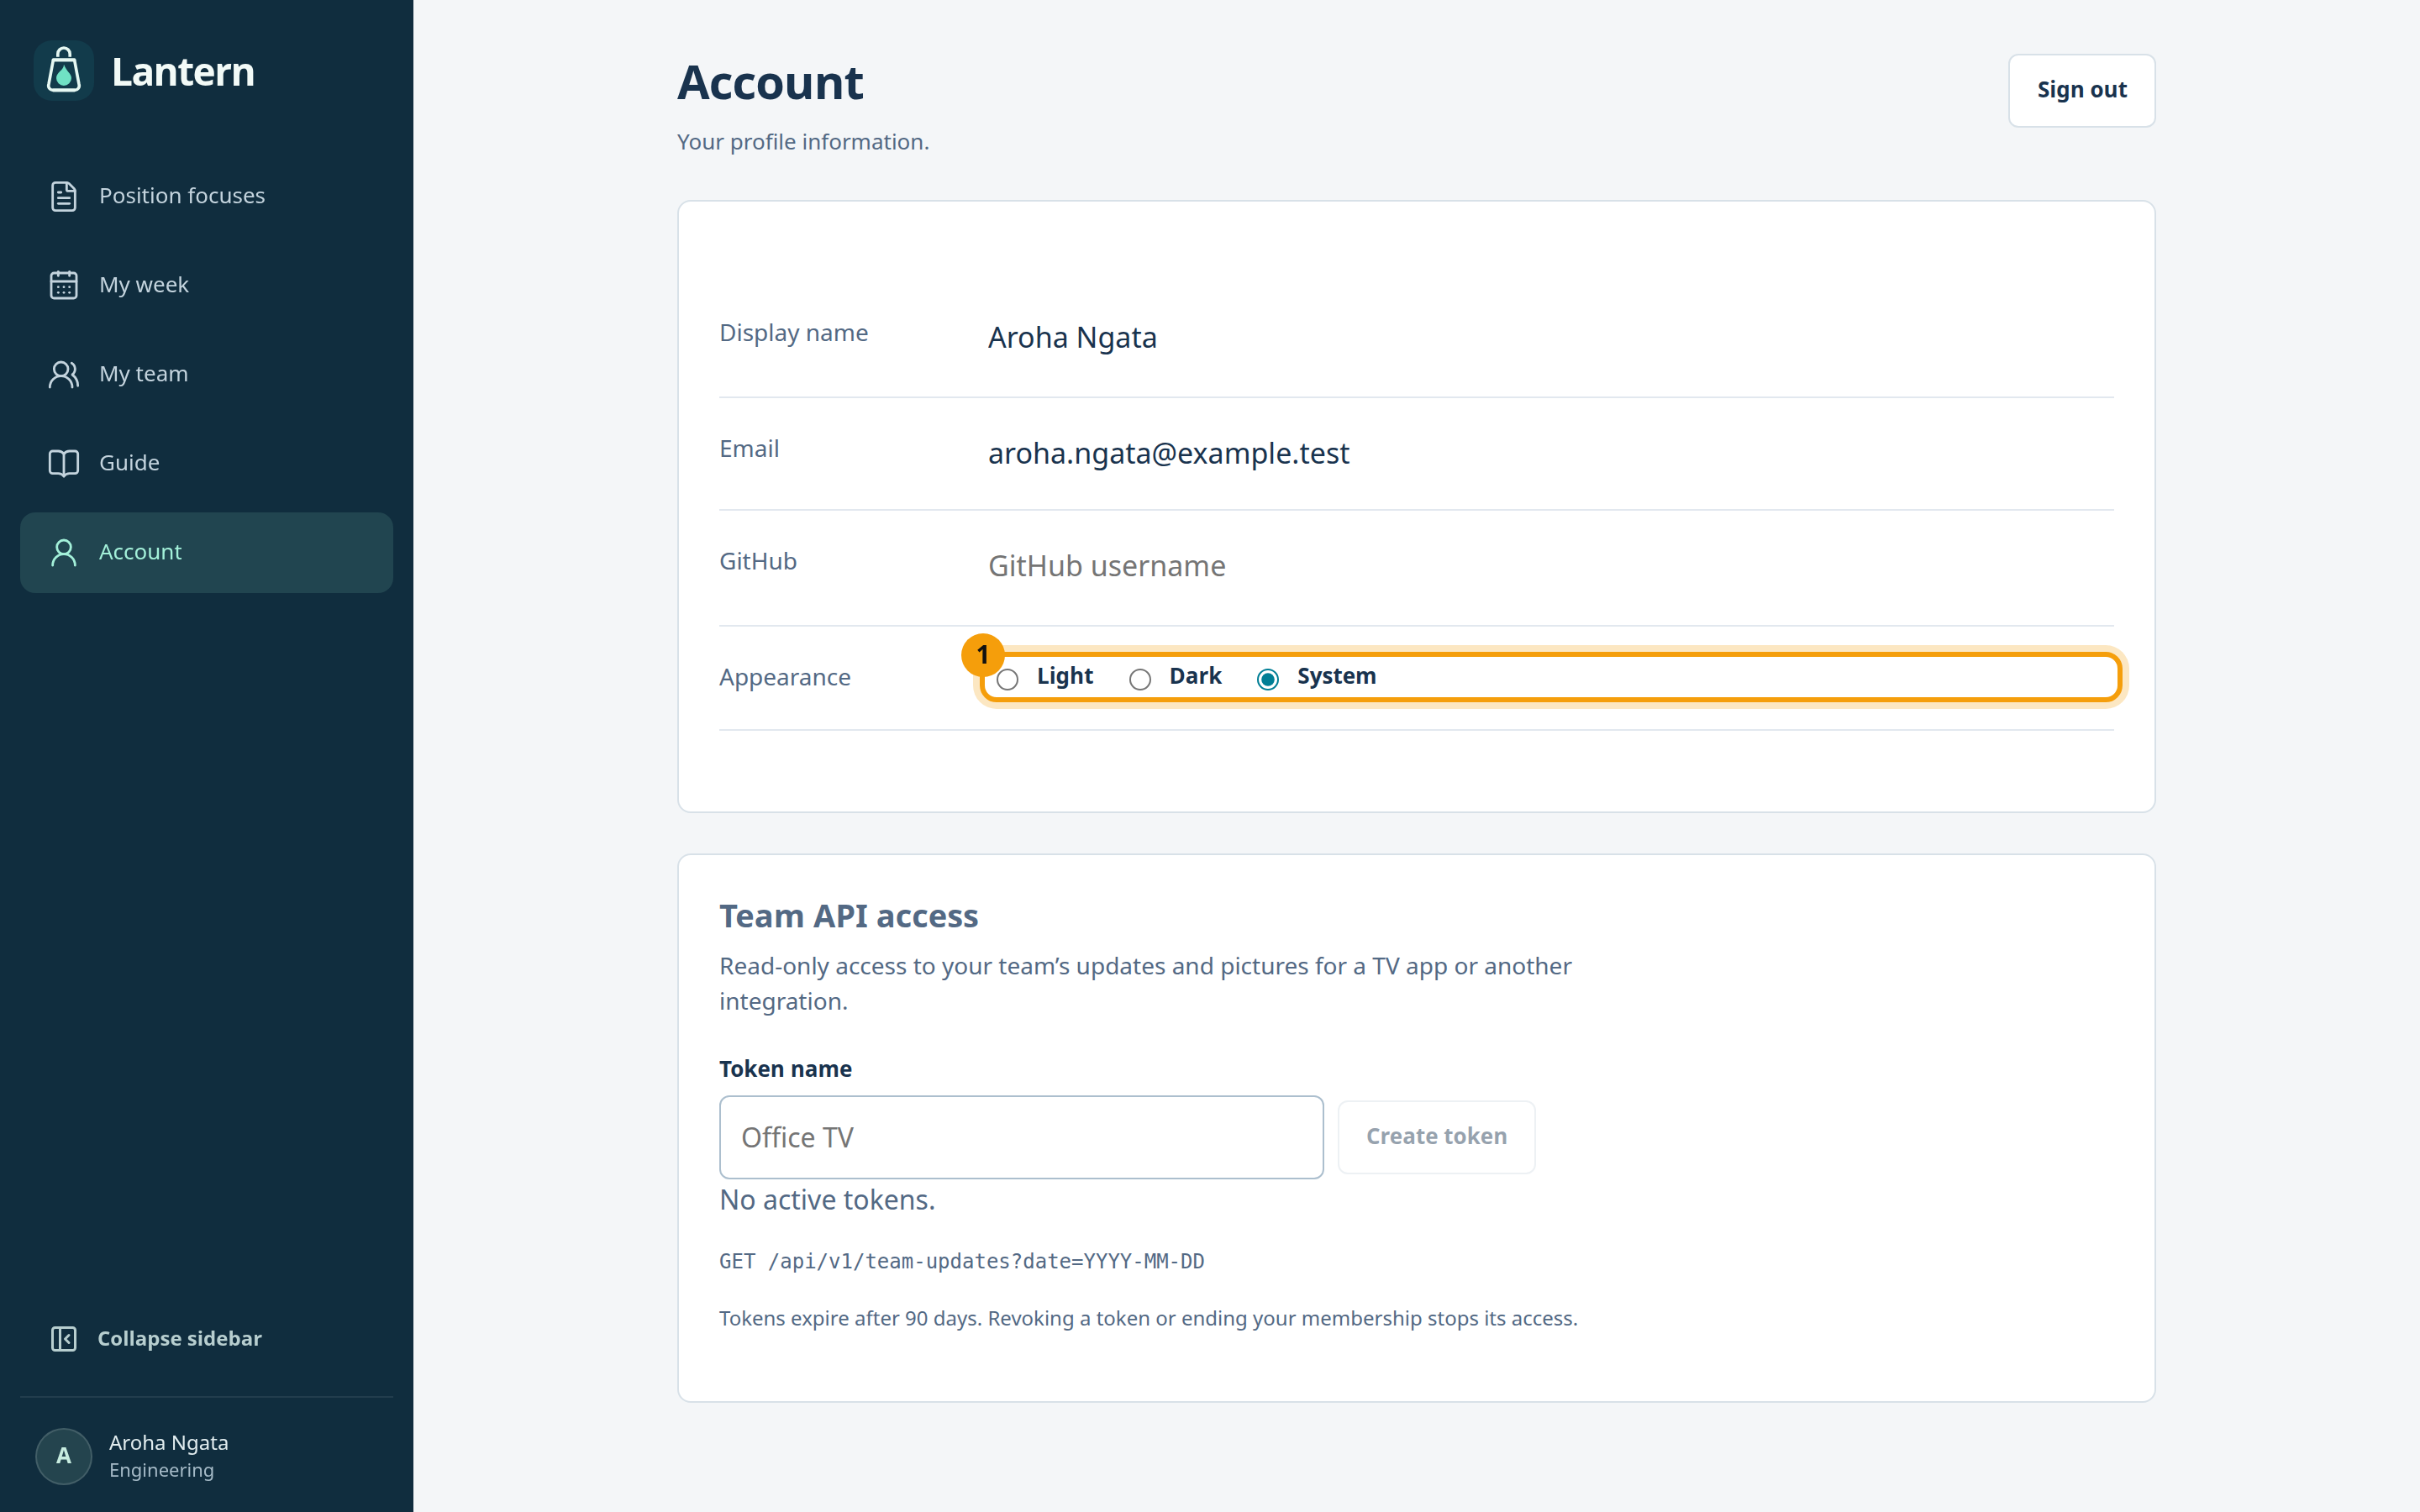 Lantern
Position focuses
My week
My team
Guide
Account
Collapse sidebar
A
Aroha Ngata
Engineering
Account
Your profile information.
Sign out
Display name
Aroha Ngata
Email
aroha.ngata@example.test
GitHub
GitHub username
Appearance
1
Light
Dark
System
Team API access
Read-only access to your team’s updates and pictures for a TV app or another
integration.
Token name
Office TV
Create token
No active tokens.
GET /api/v1/team-updates?date=YYYY-MM-DD
Tokens expire after 90 days. Revoking a token or ending your membership stops its access.